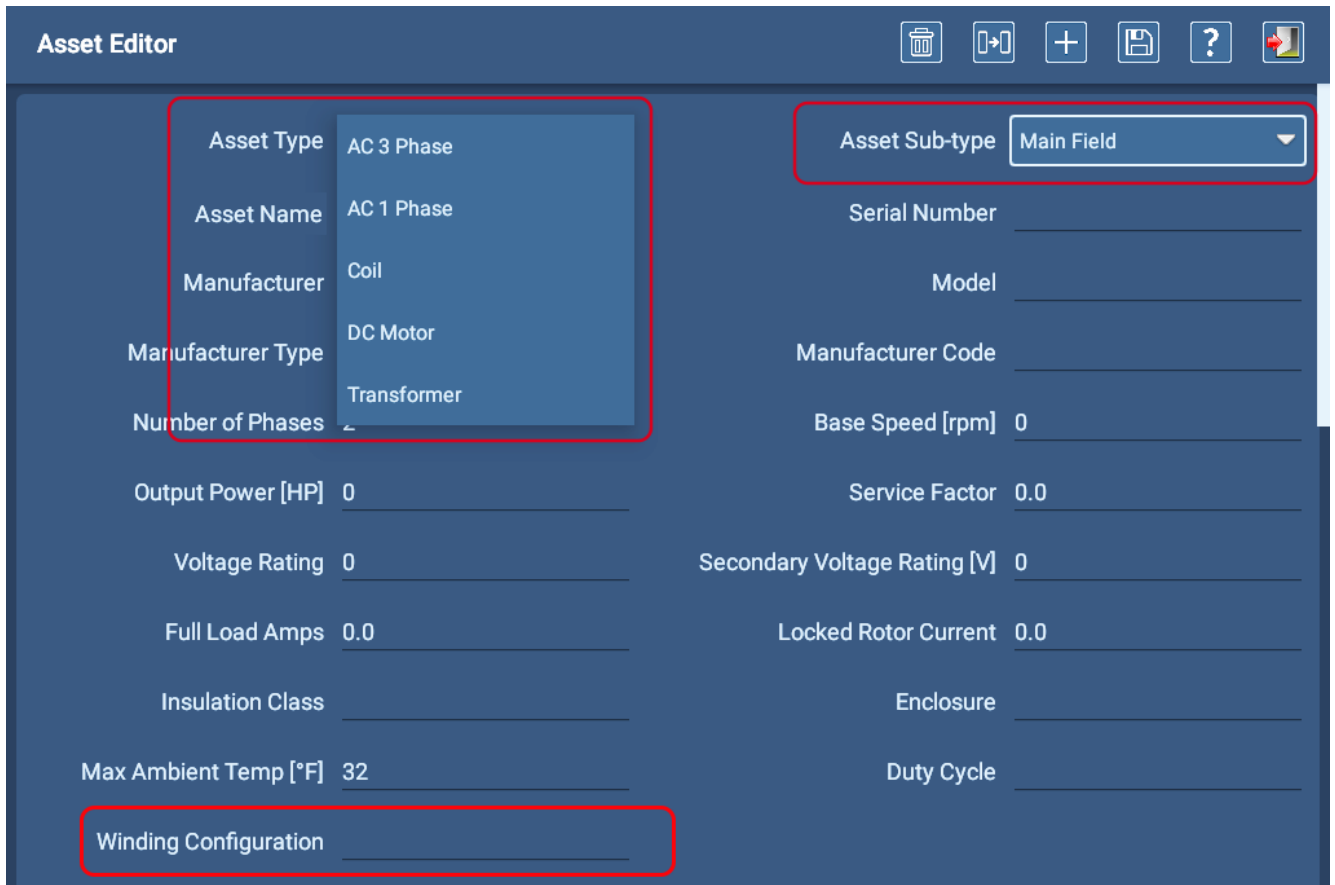 Asset Editor
?
Asset Type
AC 3 Phase
Asset Sub-type Main Field
Asset Name
AC 1 Phase
Serial Number
Manufacturer
Coil
Model
Manufacturer Type
DC Motor
Manufacturer Code
Transformer
Number of Phases 2
Base Speed [rpm] 0
Output Power [HP] 0
Service Factor 0.0
Voltage Rating 0
Secondary Voltage Rating [V] 0
Full Load Amps 0.0
Locked Rotor Current 0.0
Insulation Class
Enclosure
Max Ambient Temp [°F] 32
Duty Cycle
Winding Configuration